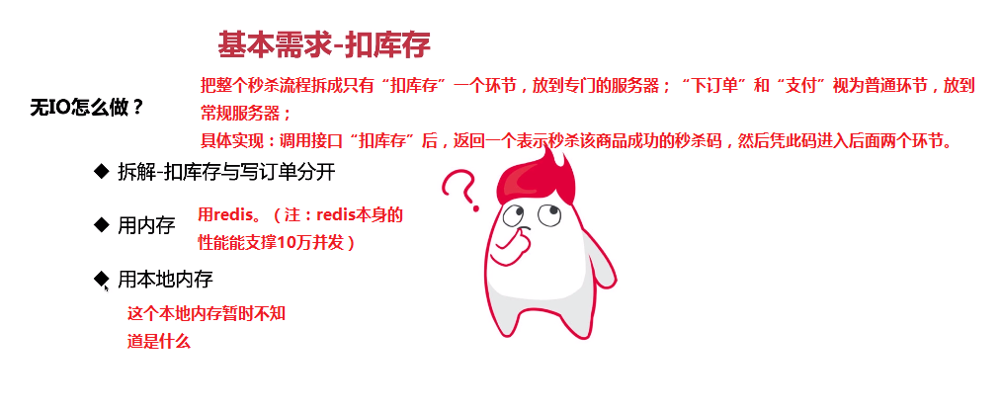 基本需求-扣库存
把整个秒杀流程拆成只有“扣库存”一个环节，放到专门的服务器；“下订单”和“支付”视为普通环节，放到
常规服务器；
无IO怎么做？
具体实现：调用接口“扣库存”后，返回一个表示秒杀该商品成功的秒杀码，然后凭此码进入后面两个环节。
◆ 拆解-扣库存与写订单分开
◆ 用内存
用redis。（注：redis本身的
性能能支撑10万并发）
◆ 用本地内存
这个本地内存暂时不知
道是什么
?